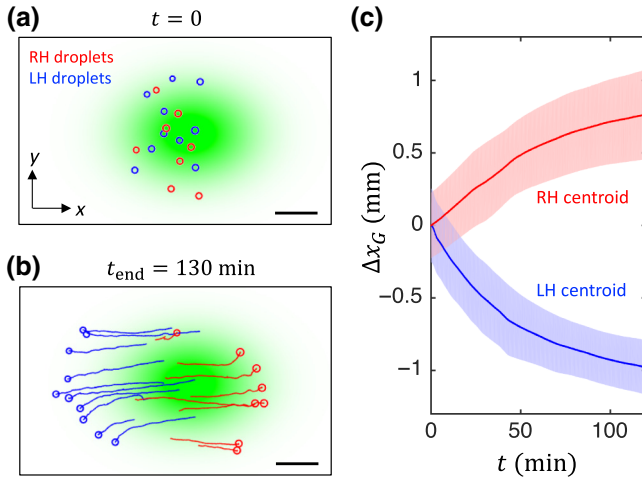 (a)
t = 0
RH droplets
LH droplets
y
x
(b)
t_end = 130 min
(c)
Δx_G (mm)
1
0.5
0
−0.5
−1
RH centroid
LH centroid
0
50
100
t (min)